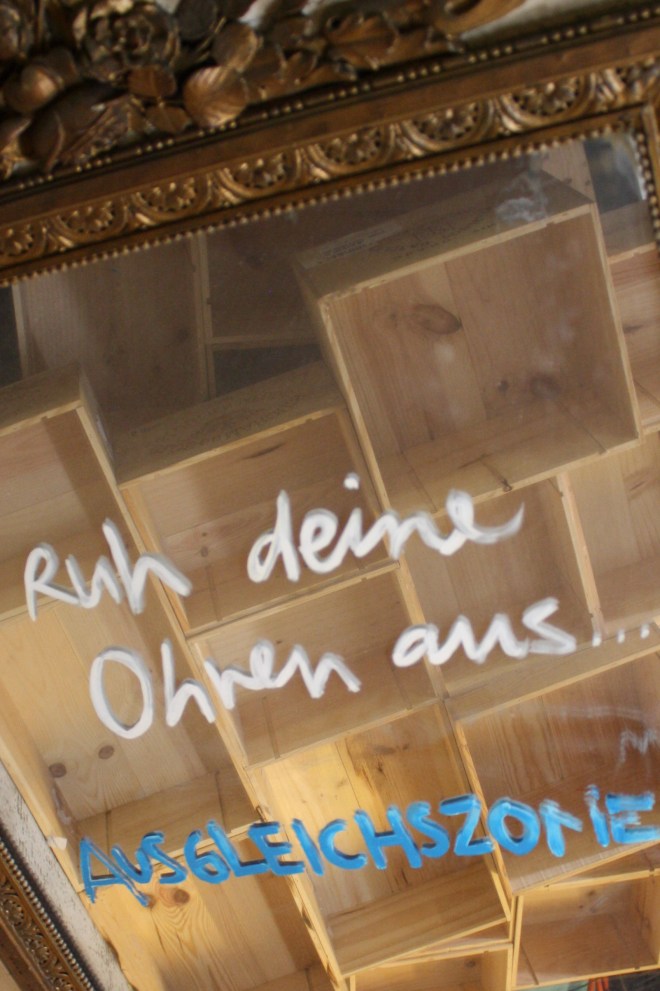 Ruh deine
Ohren aus...
AUSGLEICHSZONE